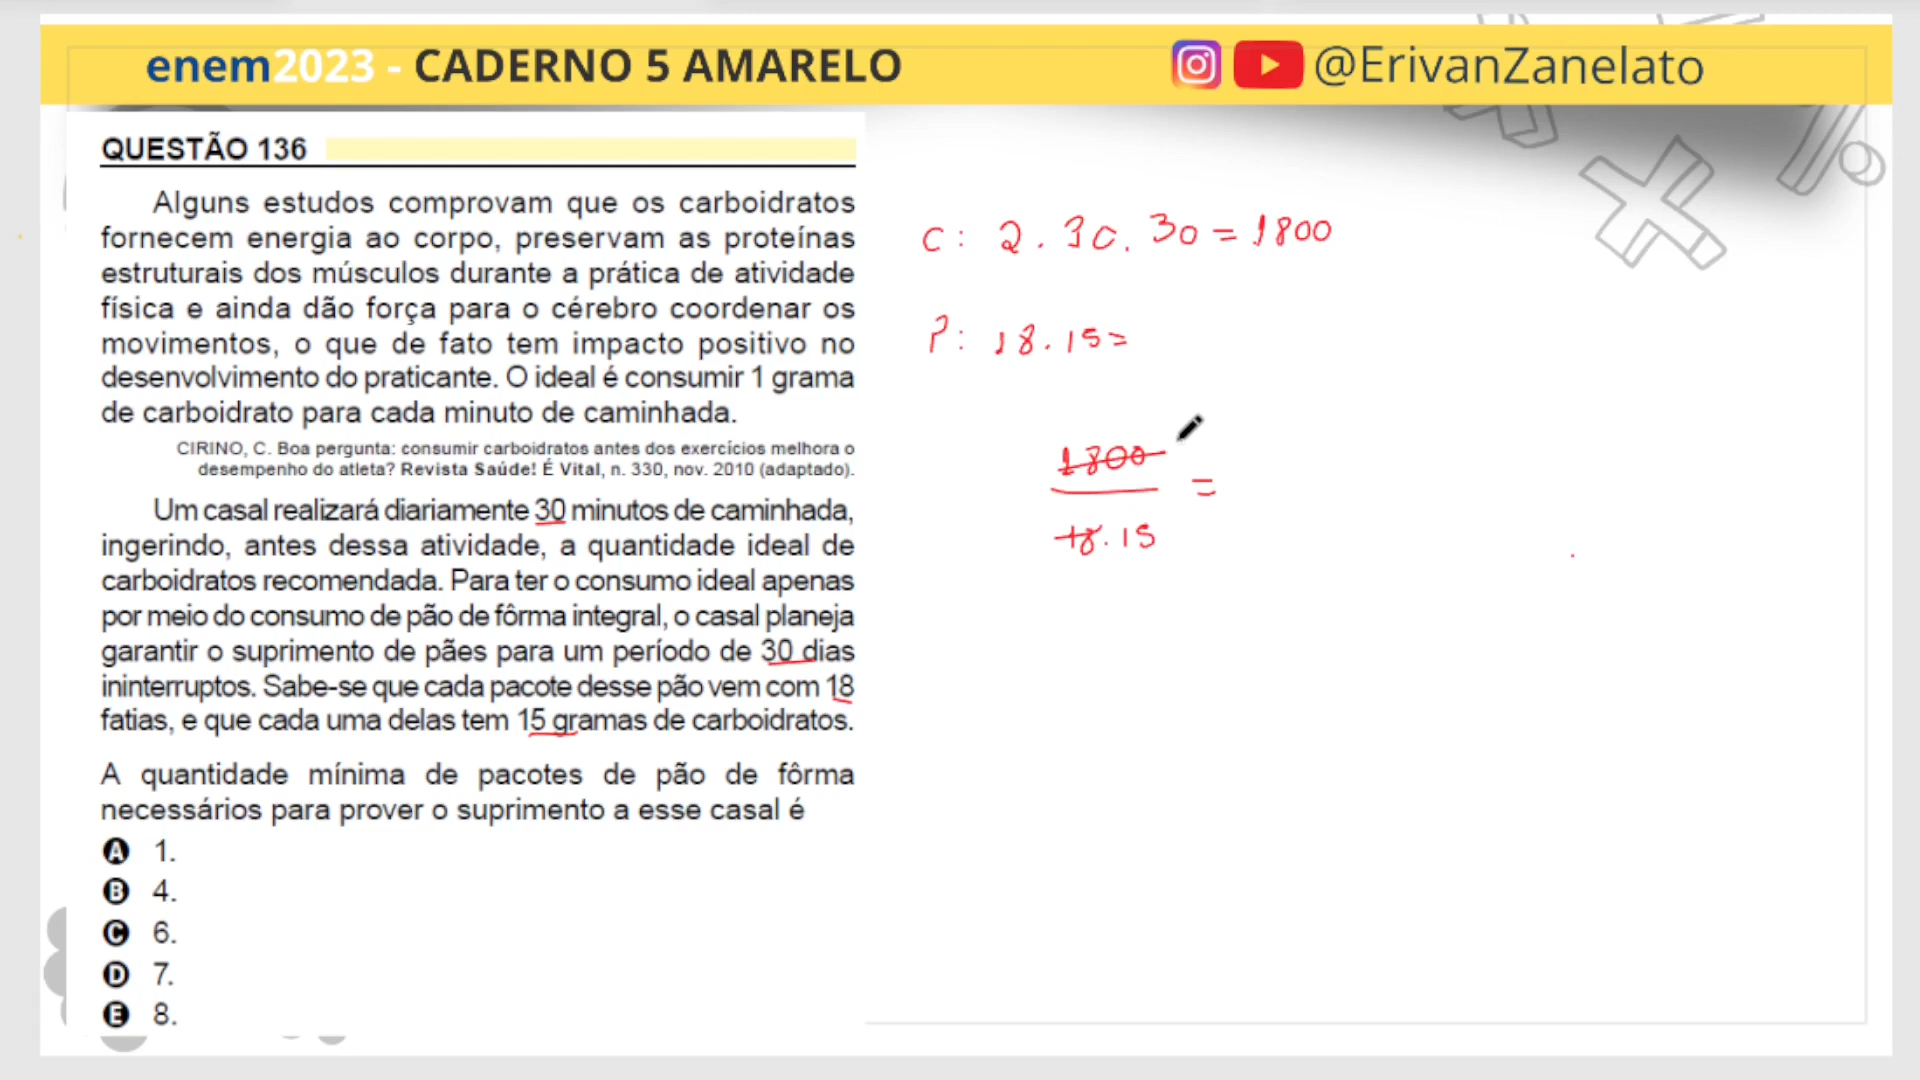 enem2023 - CADERNO 5 AMARELO
@ErivanZanelato
QUESTÃO 136
Alguns estudos comprovam que os carboidratos
fornecem energia ao corpo, preservam as proteínas
estruturais dos músculos durante a prática de atividade
física e ainda dão força para o cérebro coordenar os
movimentos, o que de fato tem impacto positivo no
desenvolvimento do praticante. O ideal é consumir 1 grama
de carboidrato para cada minuto de caminhada.
CIRINO, C. Boa pergunta: consumir carboidratos antes dos exercícios melhora o
desempenho do atleta? Revista Saúde! É Vital, n. 330, nov. 2010 (adaptado).
Um casal realizará diariamente 30 minutos de caminhada,
ingerindo, antes dessa atividade, a quantidade ideal de
carboidratos recomendada. Para ter o consumo ideal apenas
por meio do consumo de pão de fôrma integral, o casal planeja
garantir o suprimento de pães para um período de 30 dias
ininterruptos. Sabe-se que cada pacote desse pão vem com 18
fatias, e que cada uma delas tem 15 gramas de carboidratos.
A quantidade mínima de pacotes de pão de fôrma
necessários para prover o suprimento a esse casal é
A 1.
B 4.
C 6.
D 7.
E 8.
C: 2.30.30=1800
P: 18.15=
1800
=
18.15